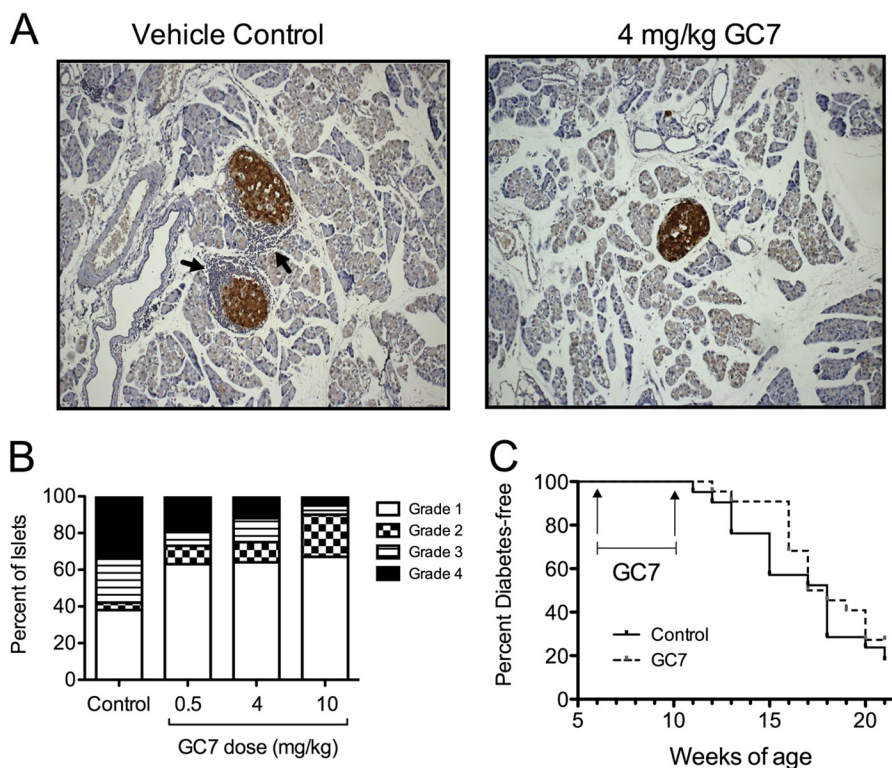 A
Vehicle Control
4 mg/kg GC7
B
Percent of Islets
100
80
60
40
20
0
Control
0.5
4
10
GC7 dose (mg/kg)
Grade 1
Grade 2
Grade 3
Grade 4
C
Percent Diabetes-free
100
80
60
40
20
0
GC7
Control
GC7
5
10
15
20
Weeks of age